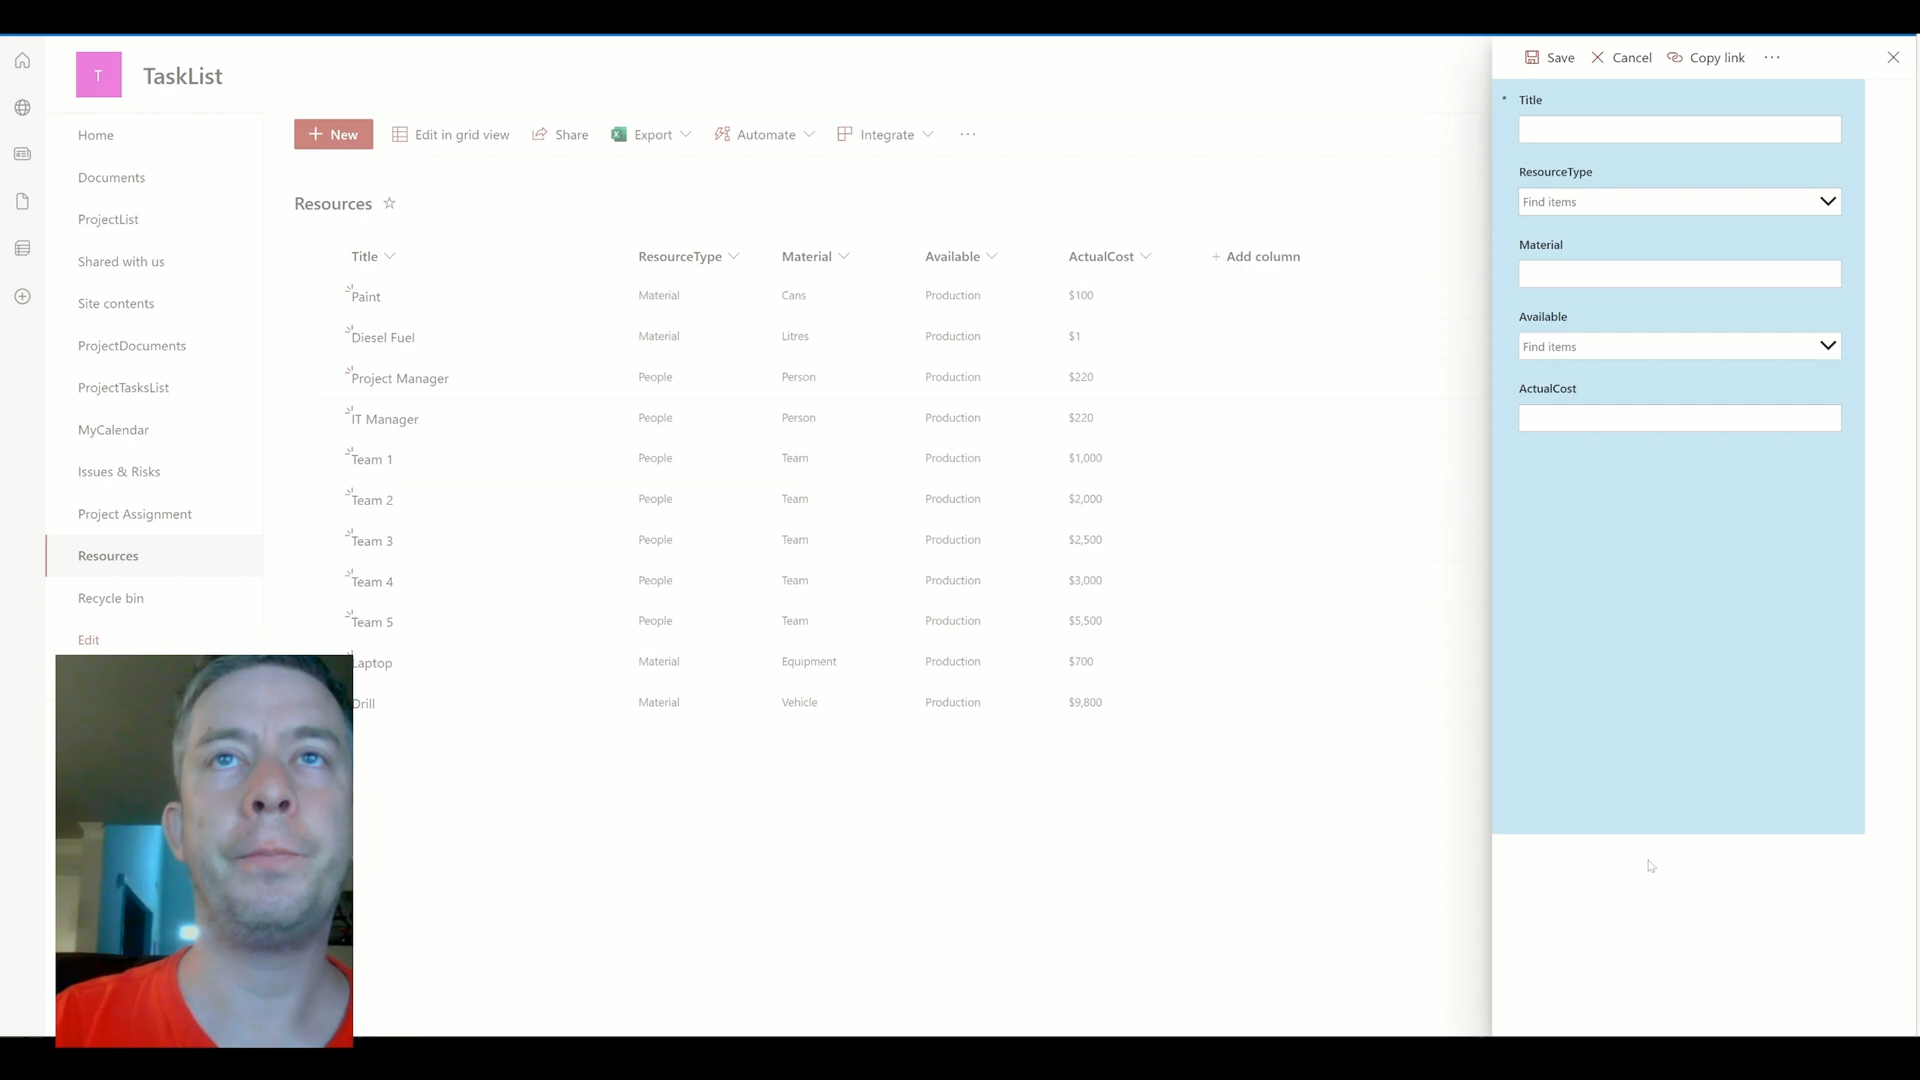 T
TaskList
Home
Documents
ProjectList
Shared with us
Site contents
ProjectDocuments
ProjectTasksList
MyCalendar
Issues & Risks
Project Assignment
Resources
Recycle bin
Edit
+ New
Edit in grid view
Share
Export
Automate
Integrate
...
Resources
Title ResourceType Material Available ActualCost + Add column
Paint Material Cans Production $100
Diesel Fuel Material Litres Production $1
Project Manager People Person Production $220
IT Manager People Person Production $220
Team 1 People Team Production $1,000
Team 2 People Team Production $2,000
Team 3 People Team Production $2,500
Team 4 People Team Production $3,000
Team 5 People Team Production $5,500
Laptop Material Equipment Production $700
Drill Material Vehicle Production $9,800
Save Cancel Copy link ...
* Title
ResourceType
Find items
Material
Available
Find items
ActualCost